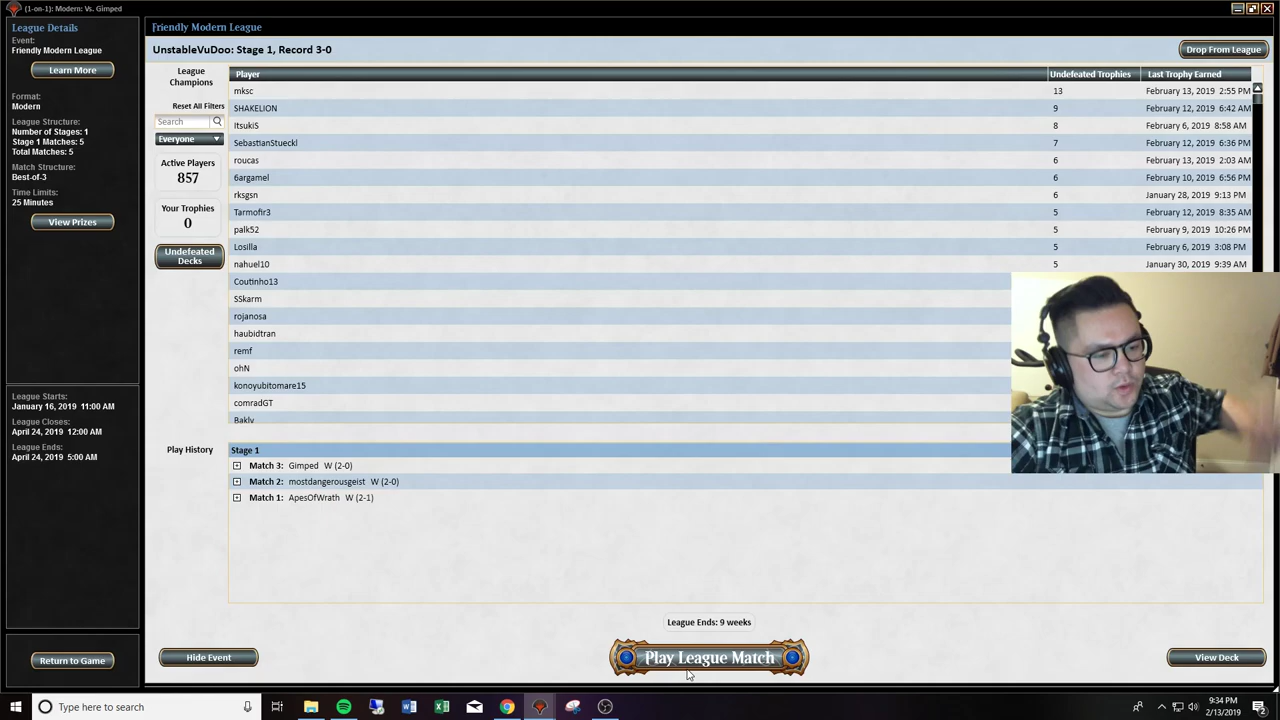 (1-on-1): Modern: Vs. Gimped
League Details
Event:
Friendly Modern League
Learn More
Format:
Modern
League Structure:
Number of Stages: 1
Stage 1 Matches: 5
Total Matches: 5
Match Structure:
Best-of-3
Time Limits:
25 Minutes
View Prizes
League Starts:
January 16, 2019 11:00 AM
League Closes:
April 24, 2019 12:00 AM
League Ends:
April 24, 2019 5:00 AM
Return to Game
Friendly Modern League
UnstableVuDoo: Stage 1, Record 3-0
Drop From League
League
Champions
Reset All Filters
Search
Everyone
Active Players
857
Your Trophies
0
Undefeated
Decks
Player Undefeated Trophies Last Trophy Earned
mksc 13 February 13, 2019 2:55 PM
SHAKELION 9 February 12, 2019 6:42 AM
ItsukiS 8 February 6, 2019 8:58 AM
SebastianStueckl 7 February 12, 2019 6:36 PM
roucas 6 February 13, 2019 2:03 AM
6argamel 6 February 10, 2019 6:56 PM
rksgsn 6 January 28, 2019 9:13 PM
Tarmofir3 5 February 12, 2019 8:35 AM
palk52 5 February 9, 2019 10:26 PM
Losilla 5 February 6, 2019 3:08 PM
nahuel10 5 January 30, 2019 9:39 AM
Coutinho13
SSkarm
rojanosa
haubidtran
remf
ohN
konoyubitomare15
comradGT
Bakly
Play History
Stage 1
Match 3: Gimped W (2-0)
Match 2: mostdangerousgeist W (2-0)
Match 1: ApesOfWrath W (2-1)
League Ends: 9 weeks
Hide Event
Play League Match
View Deck
Type here to search
9:34 PM
2/13/2019
2